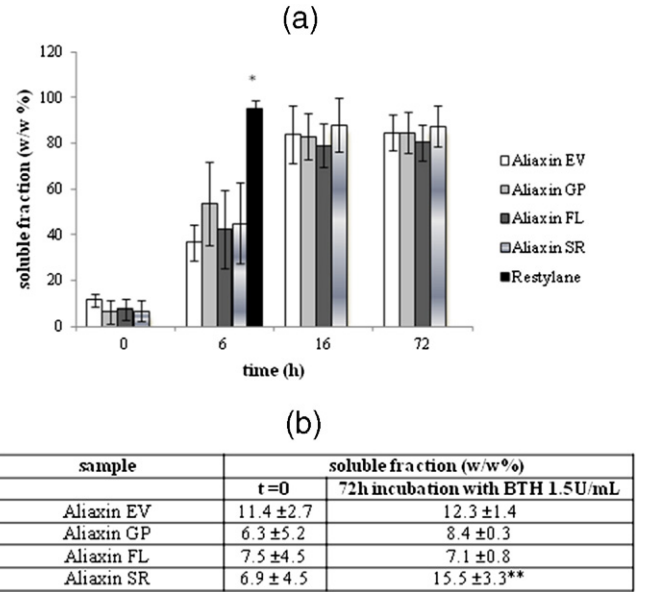 (a)
120
100
80
60
40
20
0
soluble fraction (w/w %)
*
0 6 16 72
time (h)
Aliaxin EV
Aliaxin GP
Aliaxin FL
Aliaxin SR
Restylane
(b)
sample soluble fraction (w/w%)
t=0 72h incubation with BTH 1.5U/mL
Aliaxin EV 11.4 ±2.7 12.3 ±1.4
Aliaxin GP 6.3 ±5.2 8.4 ±0.3
Aliaxin FL 7.5 ±4.5 7.1 ±0.8
Aliaxin SR 6.9 ± 4.5 15.5 ±3.3**